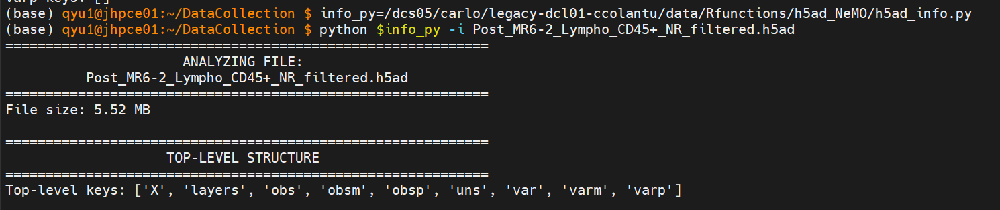 varp keys: []
(base) qyu1@jhpce01:~/DataCollection $ info_py=/dcs05/carlo/legacy-dcl01-ccolantu/data/Rfunctions/h5ad_NeMO/h5ad_info.py
(base) qyu1@jhpce01:~/DataCollection $ python $info_py -i Post_MR6-2_Lympho_CD45+_NR_filtered.h5ad
============================================================
ANALYZING FILE:
Post_MR6-2_Lympho_CD45+_NR_filtered.h5ad
============================================================
File size: 5.52 MB
============================================================
TOP-LEVEL STRUCTURE
============================================================
Top-level keys: ['X', 'layers', 'obs', 'obsm', 'obsp', 'uns', 'var', 'varm', 'varp']